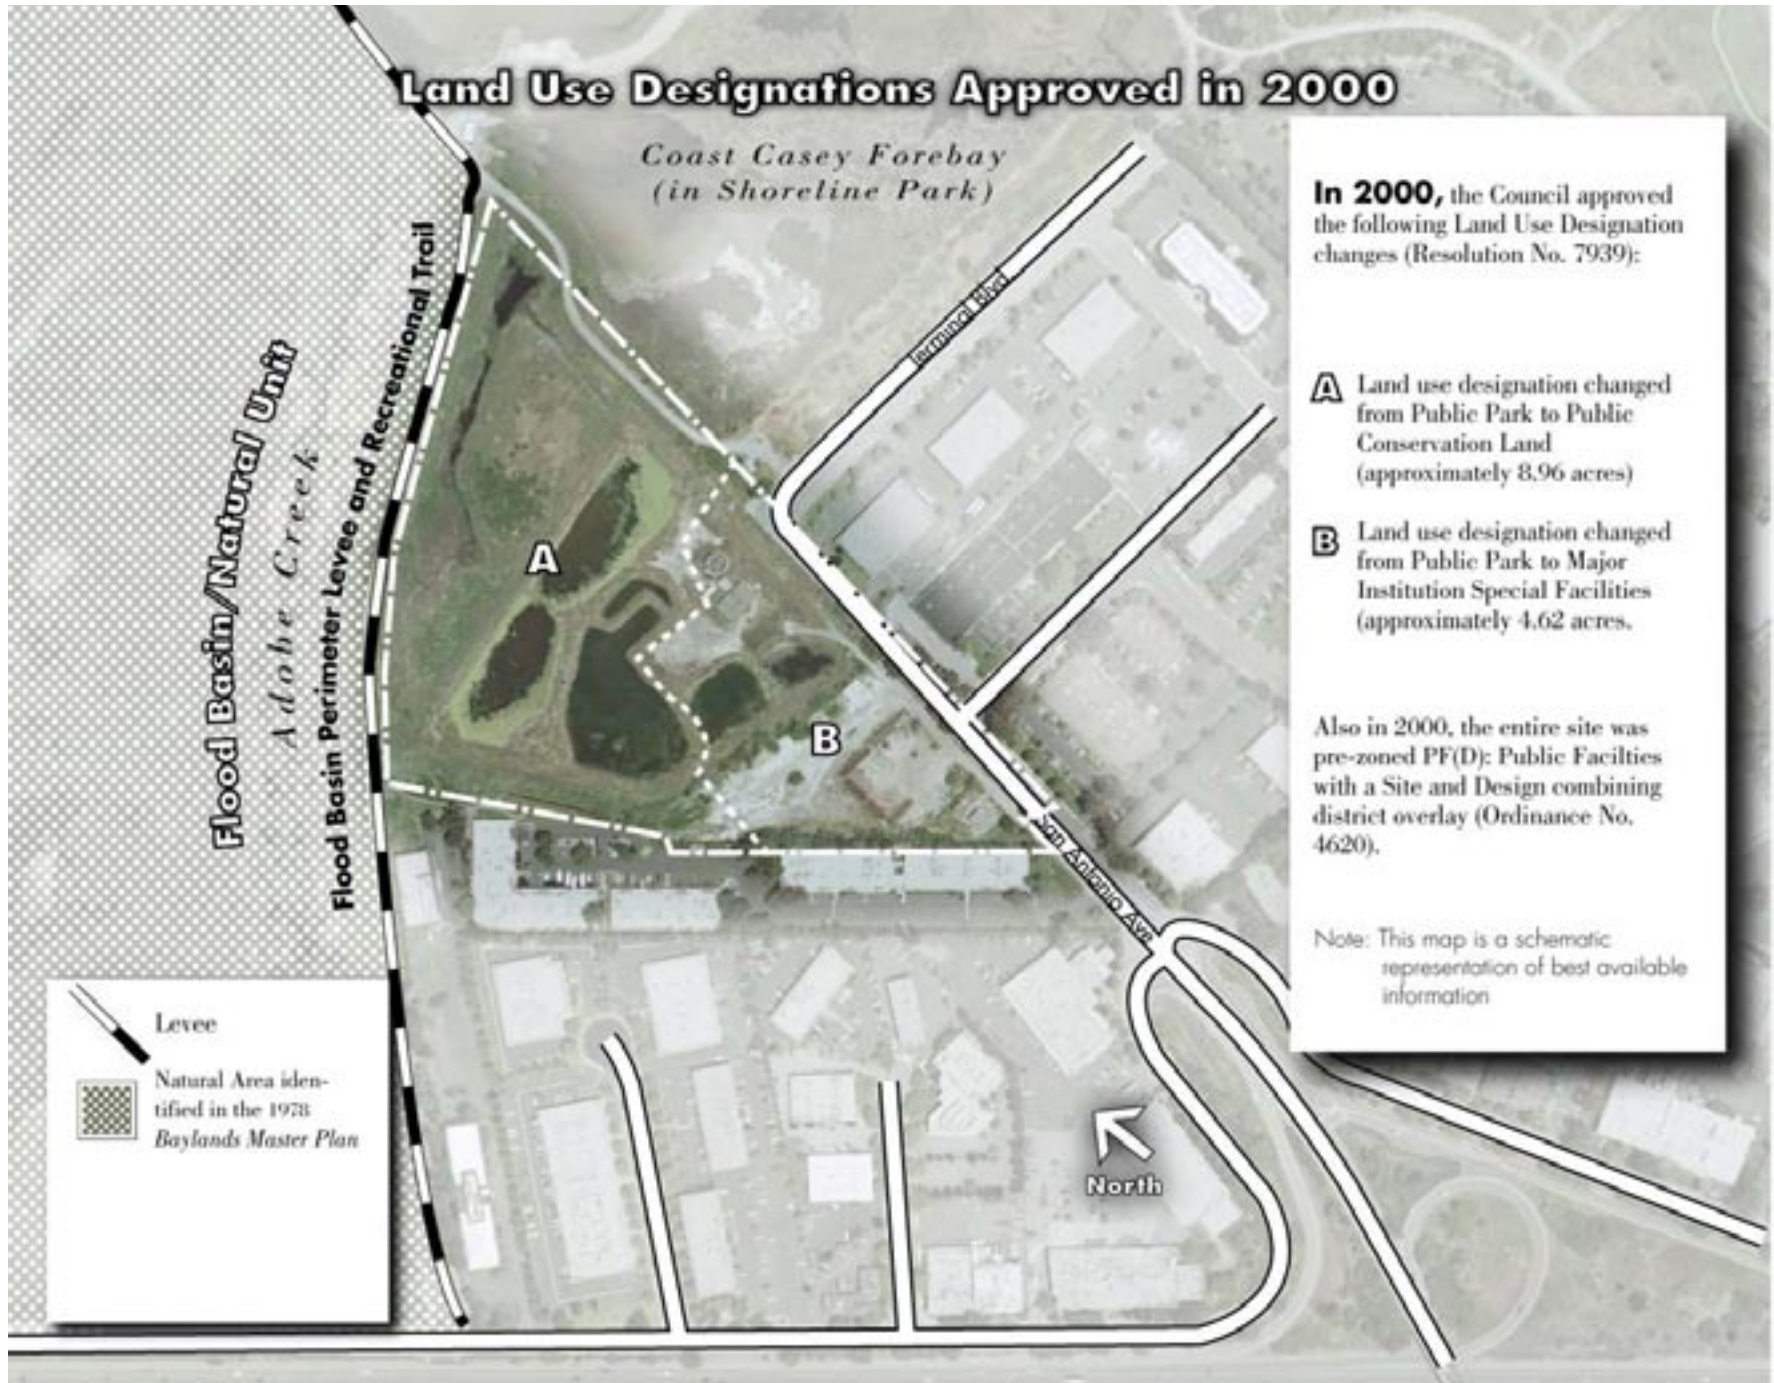 Land Use Designations Approved in 2000
Coast Casey Forebay
(in Shoreline Park)
Terminal Blvd
Flood Basin/Natural Unit
Adobe Creek
Flood Basin Perimeter Levee and Recreational Trail
A
B
San Antonio Ave
North
In 2000, the Council approved
the following Land Use Designation
changes (Resolution No. 7939):
A Land use designation changed
from Public Park to Public
Conservation Land
(approximately 8.96 acres)
B Land use designation changed
from Public Park to Major
Institution Special Facilities
(approximately 4.62 acres.
Also in 2000, the entire site was
pre-zoned PF(D): Public Facilties
with a Site and Design combining
district overlay (Ordinance No.
4620).
Note: This map is a schematic
representation of best available
information
Levee
Natural Area iden-
tified in the 1978
Baylands Master Plan